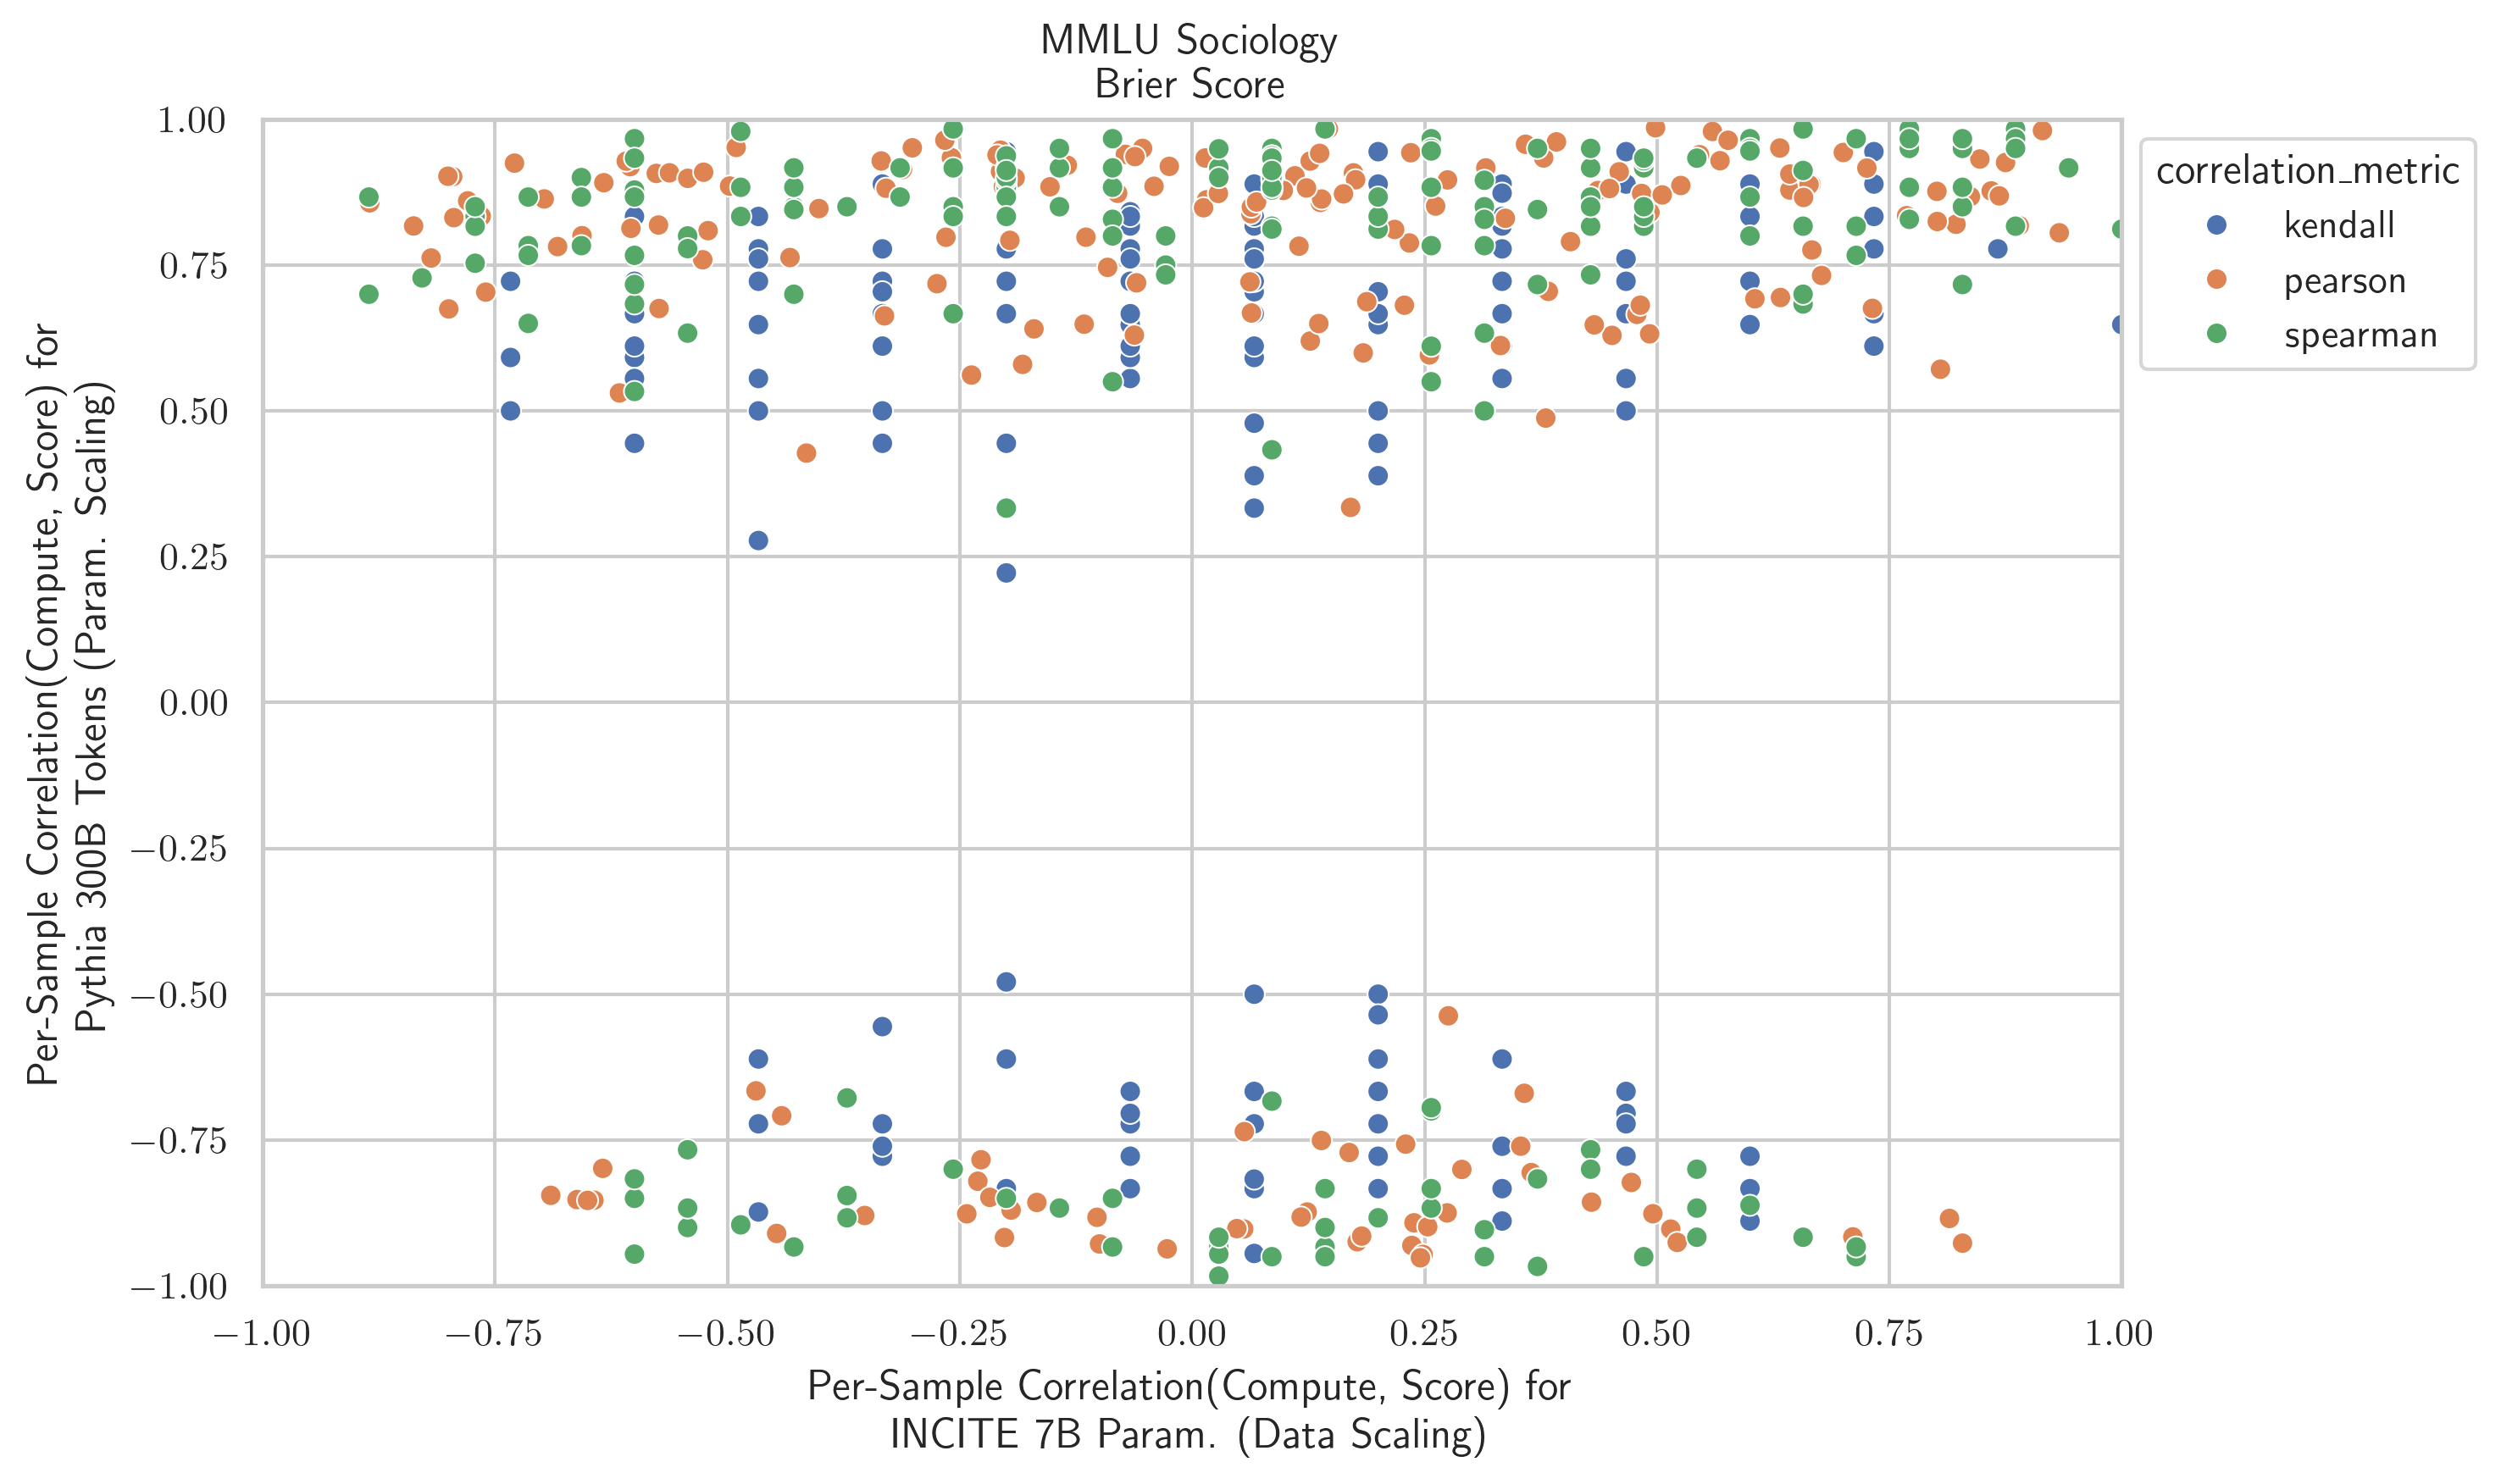 MMLU Sociology
Brier Score
Per-Sample Correlation(Compute, Score) for
Pythia 300B Tokens (Param. Scaling)
1.00
0.75
0.50
0.25
0.00
−0.25
−0.50
−0.75
−1.00
−1.00 −0.75 −0.50 −0.25 0.00 0.25 0.50 0.75 1.00
Per-Sample Correlation(Compute, Score) for
INCITE 7B Param. (Data Scaling)
correlation_metric
kendall
pearson
spearman